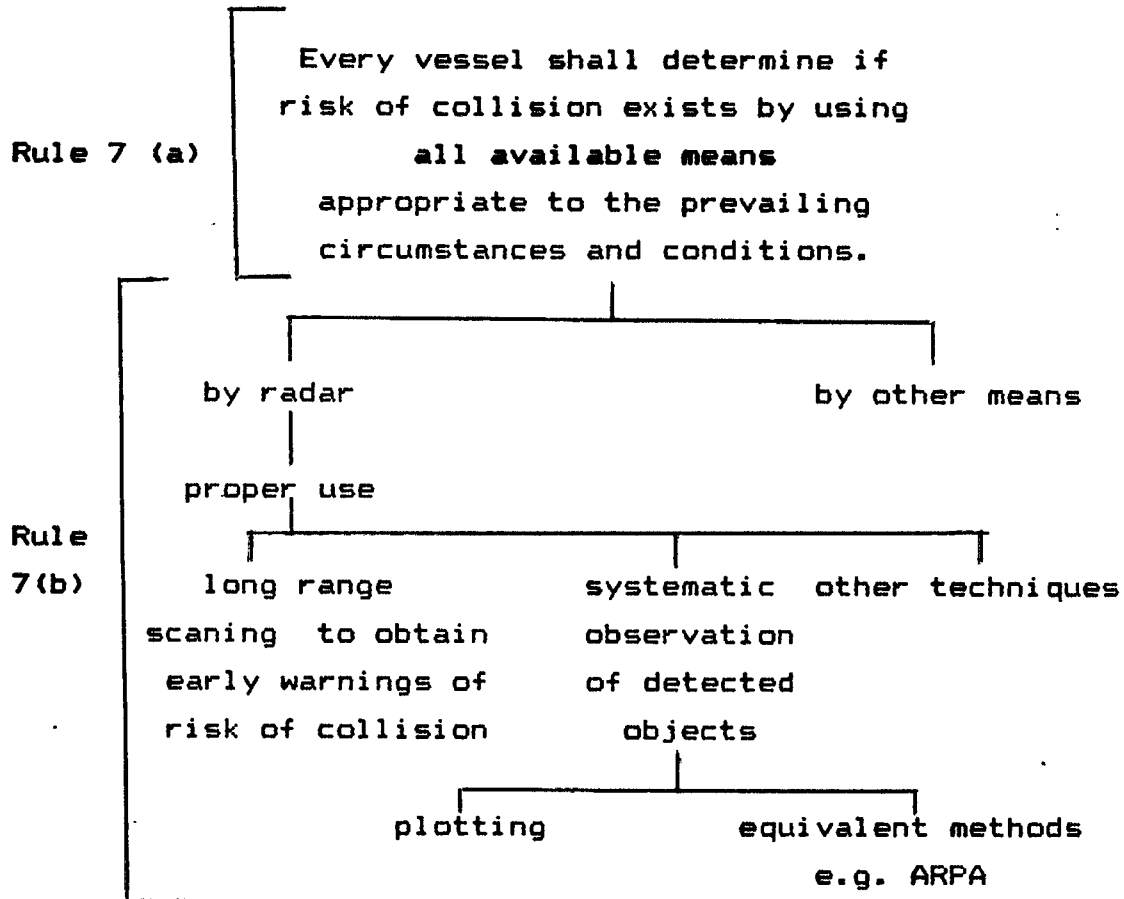 Every vessel shall determine if
risk of collision exists by using
Rule 7 (a)
all available means
appropriate to the prevailing
circumstances and conditions.
by radar
by other means
proper use
Rule
7(b)
long range
scaning to obtain
early warnings of
risk of collision
systematic
observation
of detected
objects
other techniques
plotting
equivalent methods
e.g. ARPA